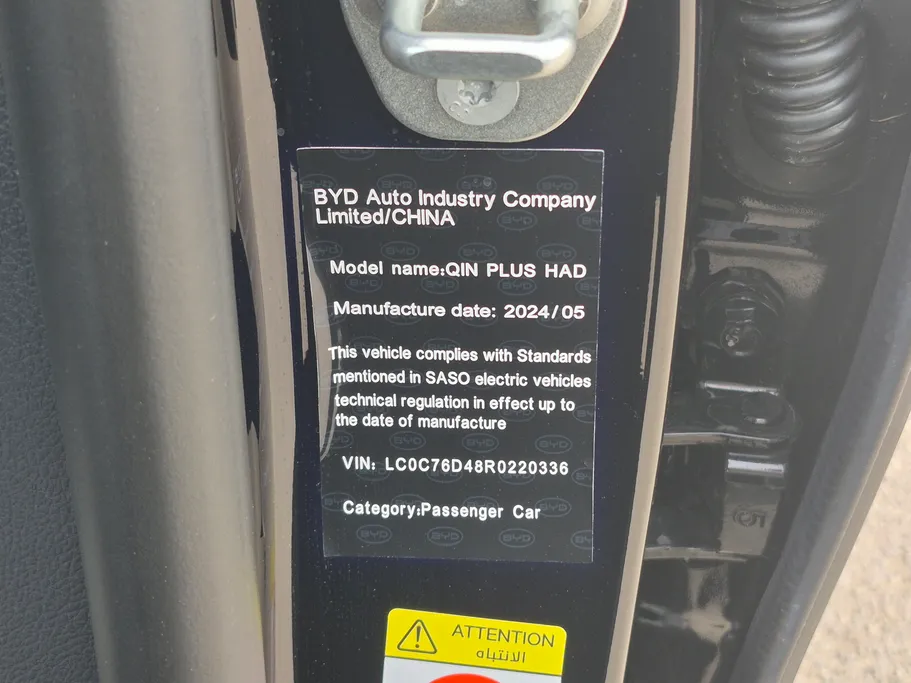 BYD Auto Industry Company
Limited/CHINA
Model name:QIN PLUS HAD
Manufacture date: 2024/05
This vehicle complies with Standards
mentioned in SASO electric vehicles
technical regulation in effect up to
the date of manufacture
VIN: LC0C76D48R0220336
Category:Passenger Car
ATTENTION
الانتباه